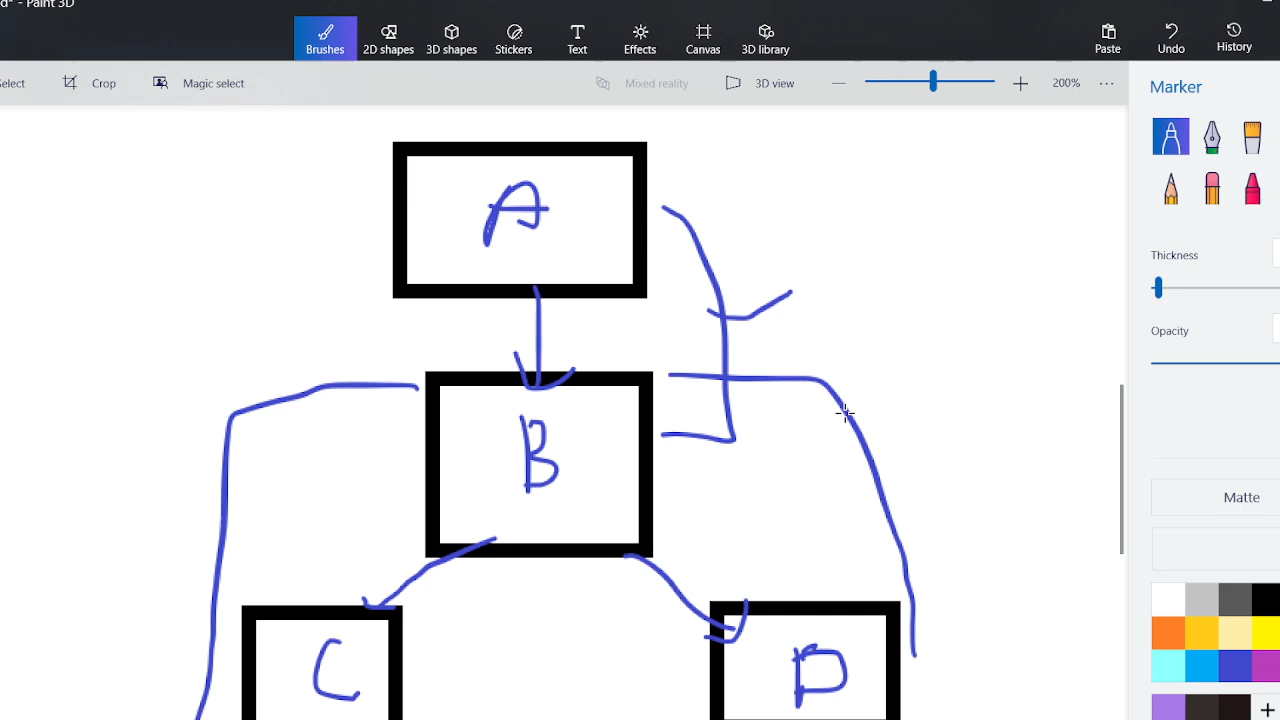 d* - Paint 3D
Brushes 2D shapes 3D shapes Stickers Text Effects Canvas 3D library Paste Undo History
elect Crop Magic select Mixed reality 3D view 200% ...
Marker
Thickness
Opacity
Matte
A
B
C D